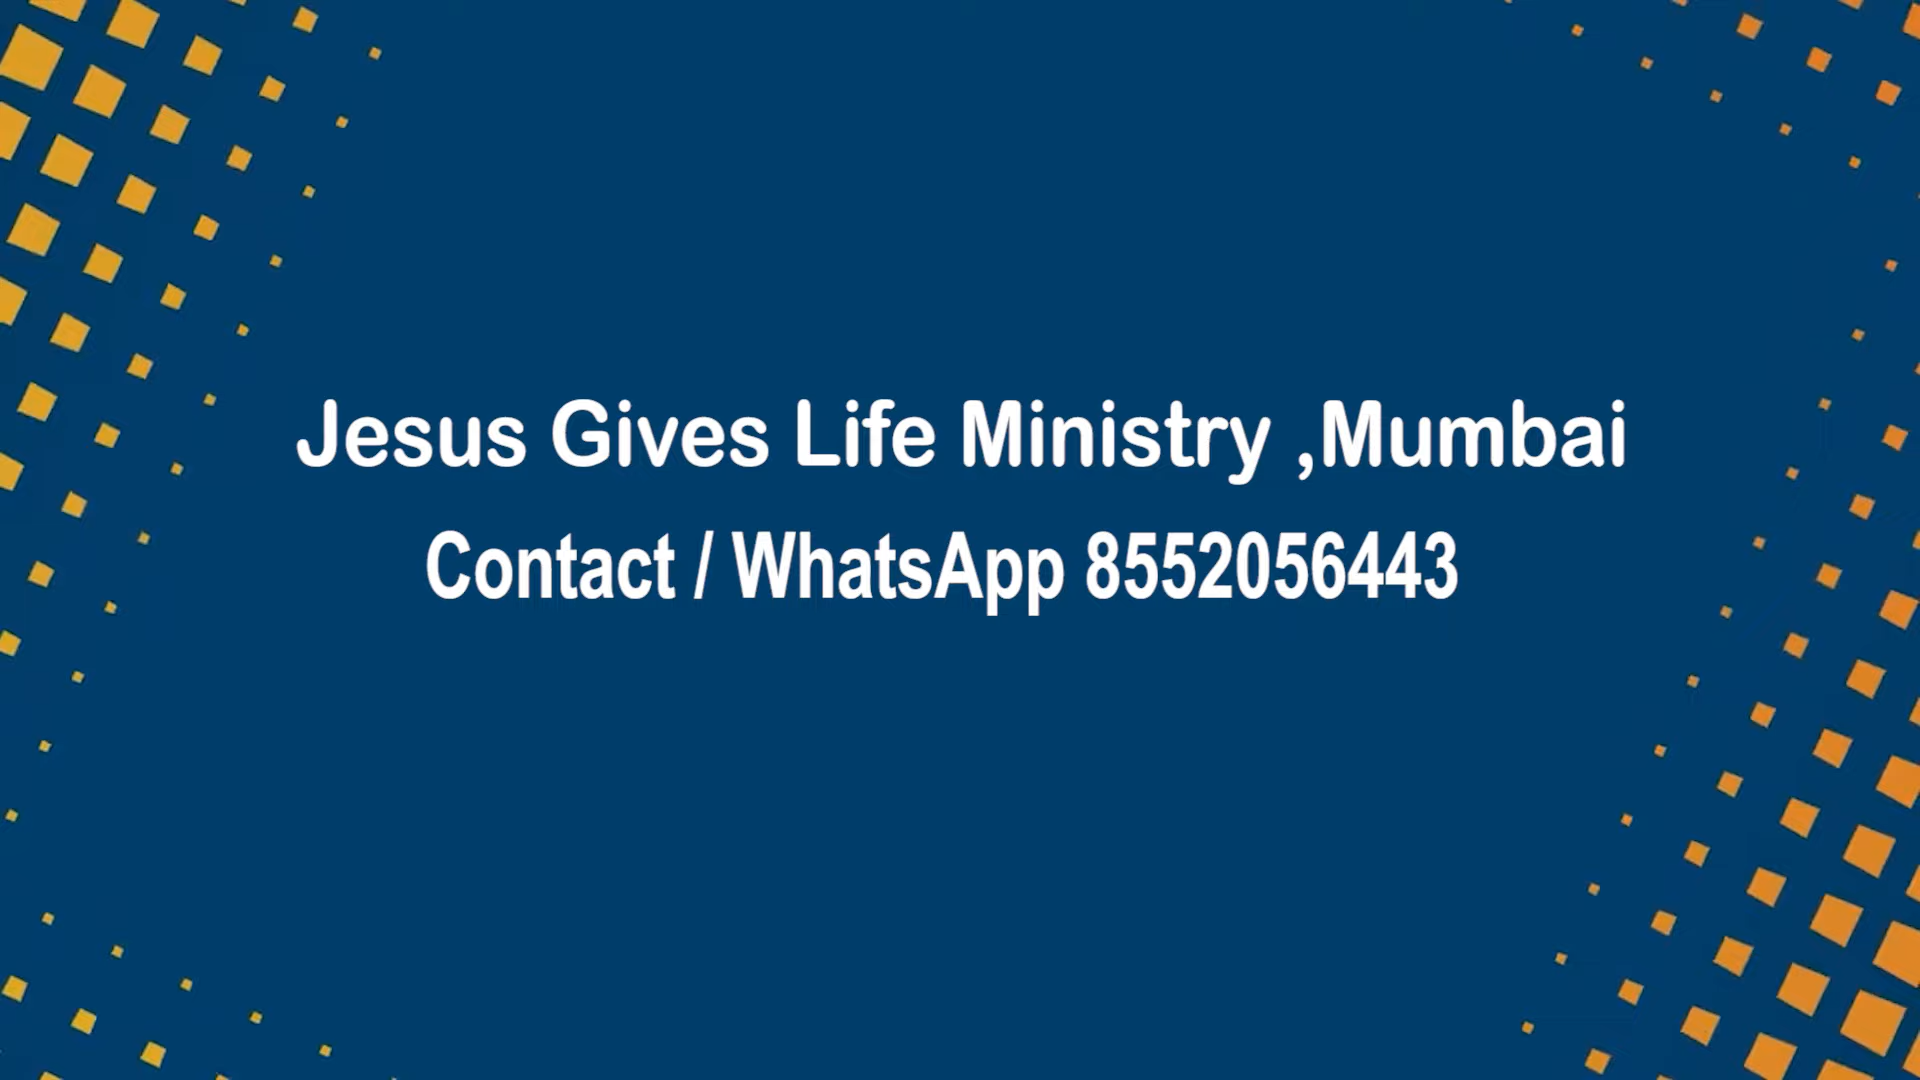 Jesus Gives Life Ministry ,Mumbai
Contact / WhatsApp 8552056443